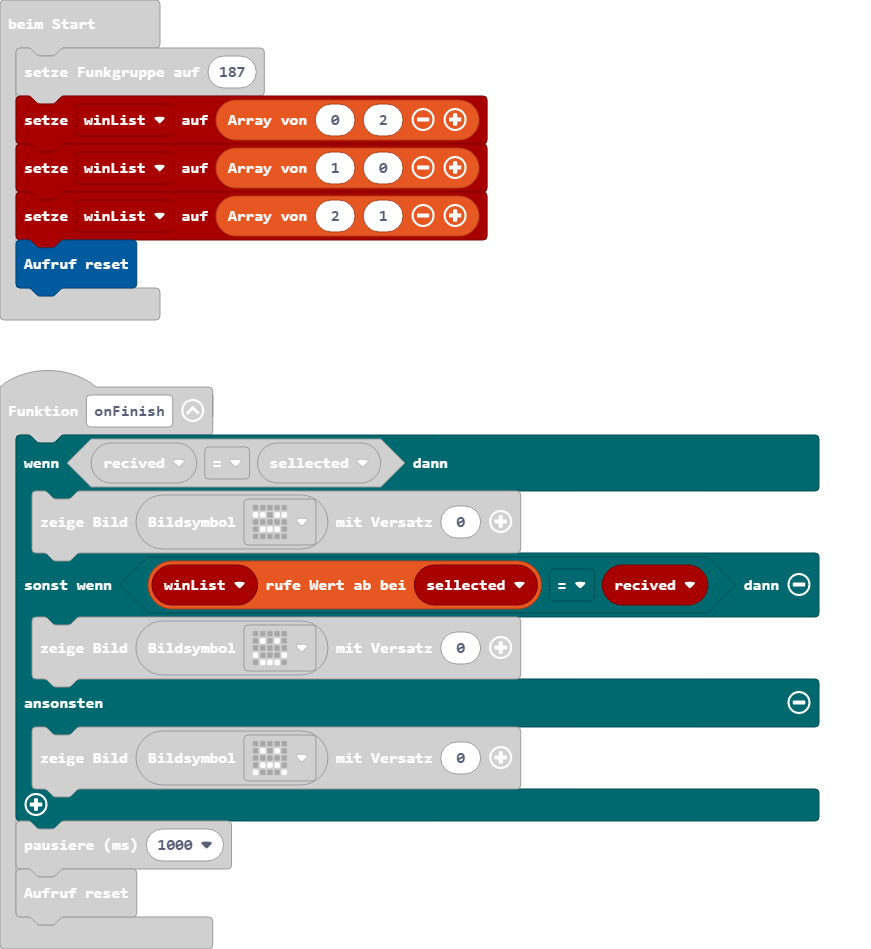 beim Start
setze Funkgruppe auf 187
setze winList auf Array von 0 2
setze winList auf Array von 1 0
setze winList auf Array von 2 1
Aufruf reset
Funktion onFinish
wenn recived = sellected dann
zeige Bild Bildsymbol mit Versatz 0
sonst wenn winList rufe Wert ab bei sellected = recived dann
zeige Bild Bildsymbol mit Versatz 0
ansonsten
zeige Bild Bildsymbol mit Versatz 0
pausiere (ms) 1000
Aufruf reset